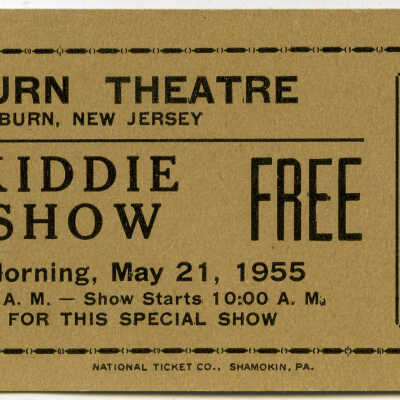 URN THEATRE
BURN, NEW JERSEY
KIDDIE
SHOW
FREE
Morning, May 21, 1955
A. M. — Show Starts 10:00 A. M.
FOR THIS SPECIAL SHOW
NATIONAL TICKET CO., SHAMOKIN, PA.